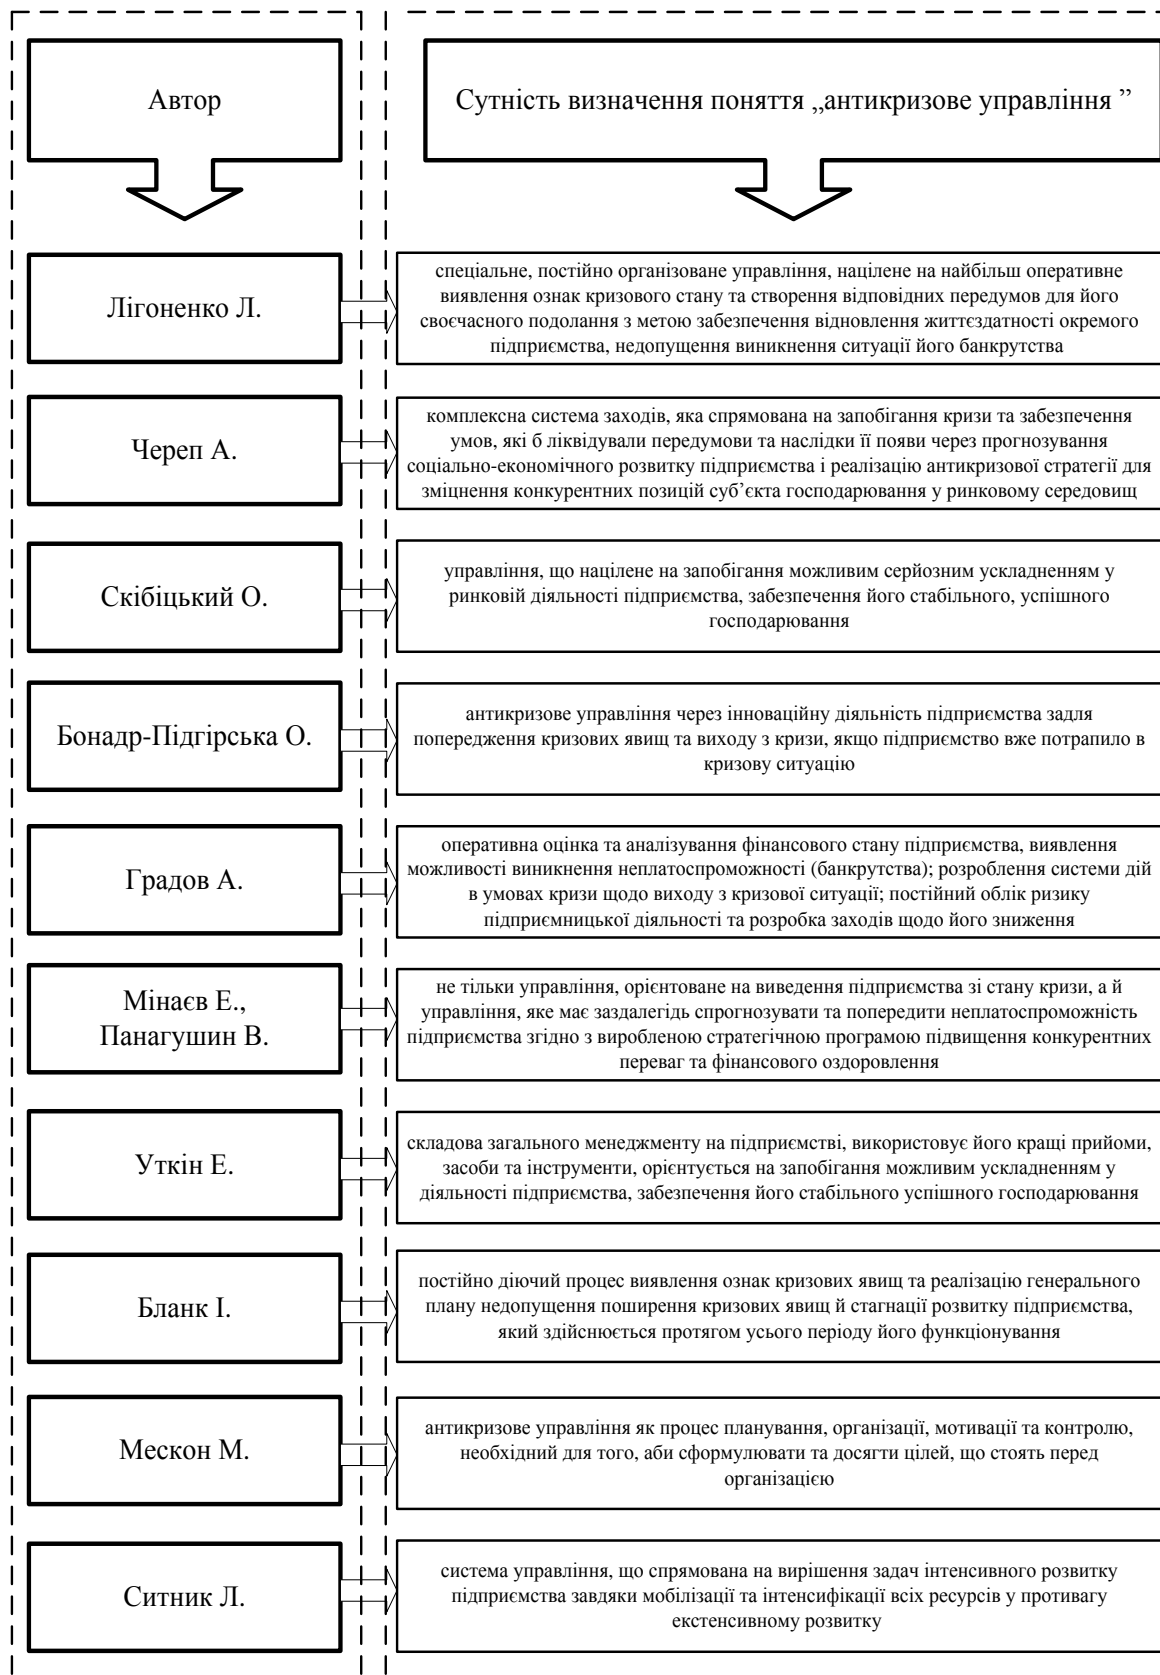 Автор
Сутність визначення поняття „антикризове управління ”
Лігоненко Л.
спеціальне, постійно організоване управління, націлене на найбільш оперативне
виявлення ознак кризового стану та створення відповідних передумов для його
своєчасного подолання з метою забезпечення відновлення життєздатності окремого
підприємства, недопущення виникнення ситуації його банкрутства
Череп А.
комплексна система заходів, яка спрямована на запобігання кризи та забезпечення
умов, які б ліквідували передумови та наслідки її появи через прогнозування
соціально-економічного розвитку підприємства і реалізацію антикризової стратегії для
зміцнення конкурентних позицій суб’єкта господарювання у ринковому середовищ
Скібіцький О.
управління, що націлене на запобігання можливим серйозним ускладненням у
ринковій діяльності підприємства, забезпечення його стабільного, успішного
господарювання
Бонадр-Підгірська О.
антикризове управління через інноваційну діяльність підприємства задля
попередження кризових явищ та виходу з кризи, якщо підприємство вже потрапило в
кризову ситуацію
Градов А.
оперативна оцінка та аналізування фінансового стану підприємства, виявлення
можливості виникнення неплатоспроможності (банкрутства); розроблення системи дій
в умовах кризи щодо виходу з кризової ситуації; постійний облік ризику
підприємницької діяльності та розробка заходів щодо його зниження
Мінаєв Е.,
Панагушин В.
не тільки управління, орієнтоване на виведення підприємства зі стану кризи, а й
управління, яке має заздалегідь спрогнозувати та попередити неплатоспроможність
підприємства згідно з виробленою стратегічною програмою підвищення конкурентних
переваг та фінансового оздоровлення
Уткін Е.
складова загального менеджменту на підприємстві, використовує його кращі прийоми,
засоби та інструменти, орієнтується на запобігання можливим ускладненням у
діяльності підприємства, забезпечення його стабільного успішного господарювання
Бланк І.
постійно діючий процес виявлення ознак кризових явищ та реалізацію генерального
плану недопущення поширення кризових явищ й стагнації розвитку підприємства,
який здійснюється протягом усього періоду його функціонування
Мескон М.
антикризове управління як процес планування, організації, мотивації та контролю,
необхідний для того, аби сформулювати та досягти цілей, що стоять перед
організацією
Ситник Л.
система управління, що спрямована на вирішення задач інтенсивного розвитку
підприємства завдяки мобілізації та інтенсифікації всіх ресурсів у противагу
екстенсивному розвитку